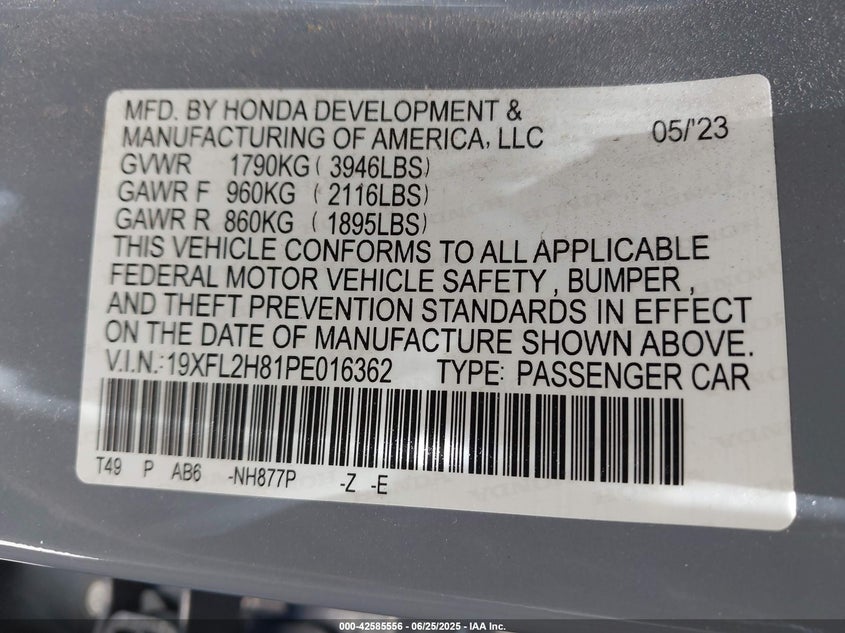 MFD. BY HONDA DEVELOPMENT &
MANUFACTURING OF AMERICA, LLC 05/'23
GVWR 1790KG ( 3946LBS)
GAWR F 960KG ( 2116LBS)
GAWR R 860KG ( 1895LBS)
THIS VEHICLE CONFORMS TO ALL APPLICABLE
FEDERAL MOTOR VEHICLE SAFETY , BUMPER ,
AND THEFT PREVENTION STANDARDS IN EFFECT
ON THE DATE OF MANUFACTURE SHOWN ABOVE.
V.I.N.:19XFL2H81PE016362 TYPE: PASSENGER CAR
T49 P AB6 -NH877P -Z -E
000-42585556 - 06/25/2025 - IAA Inc.